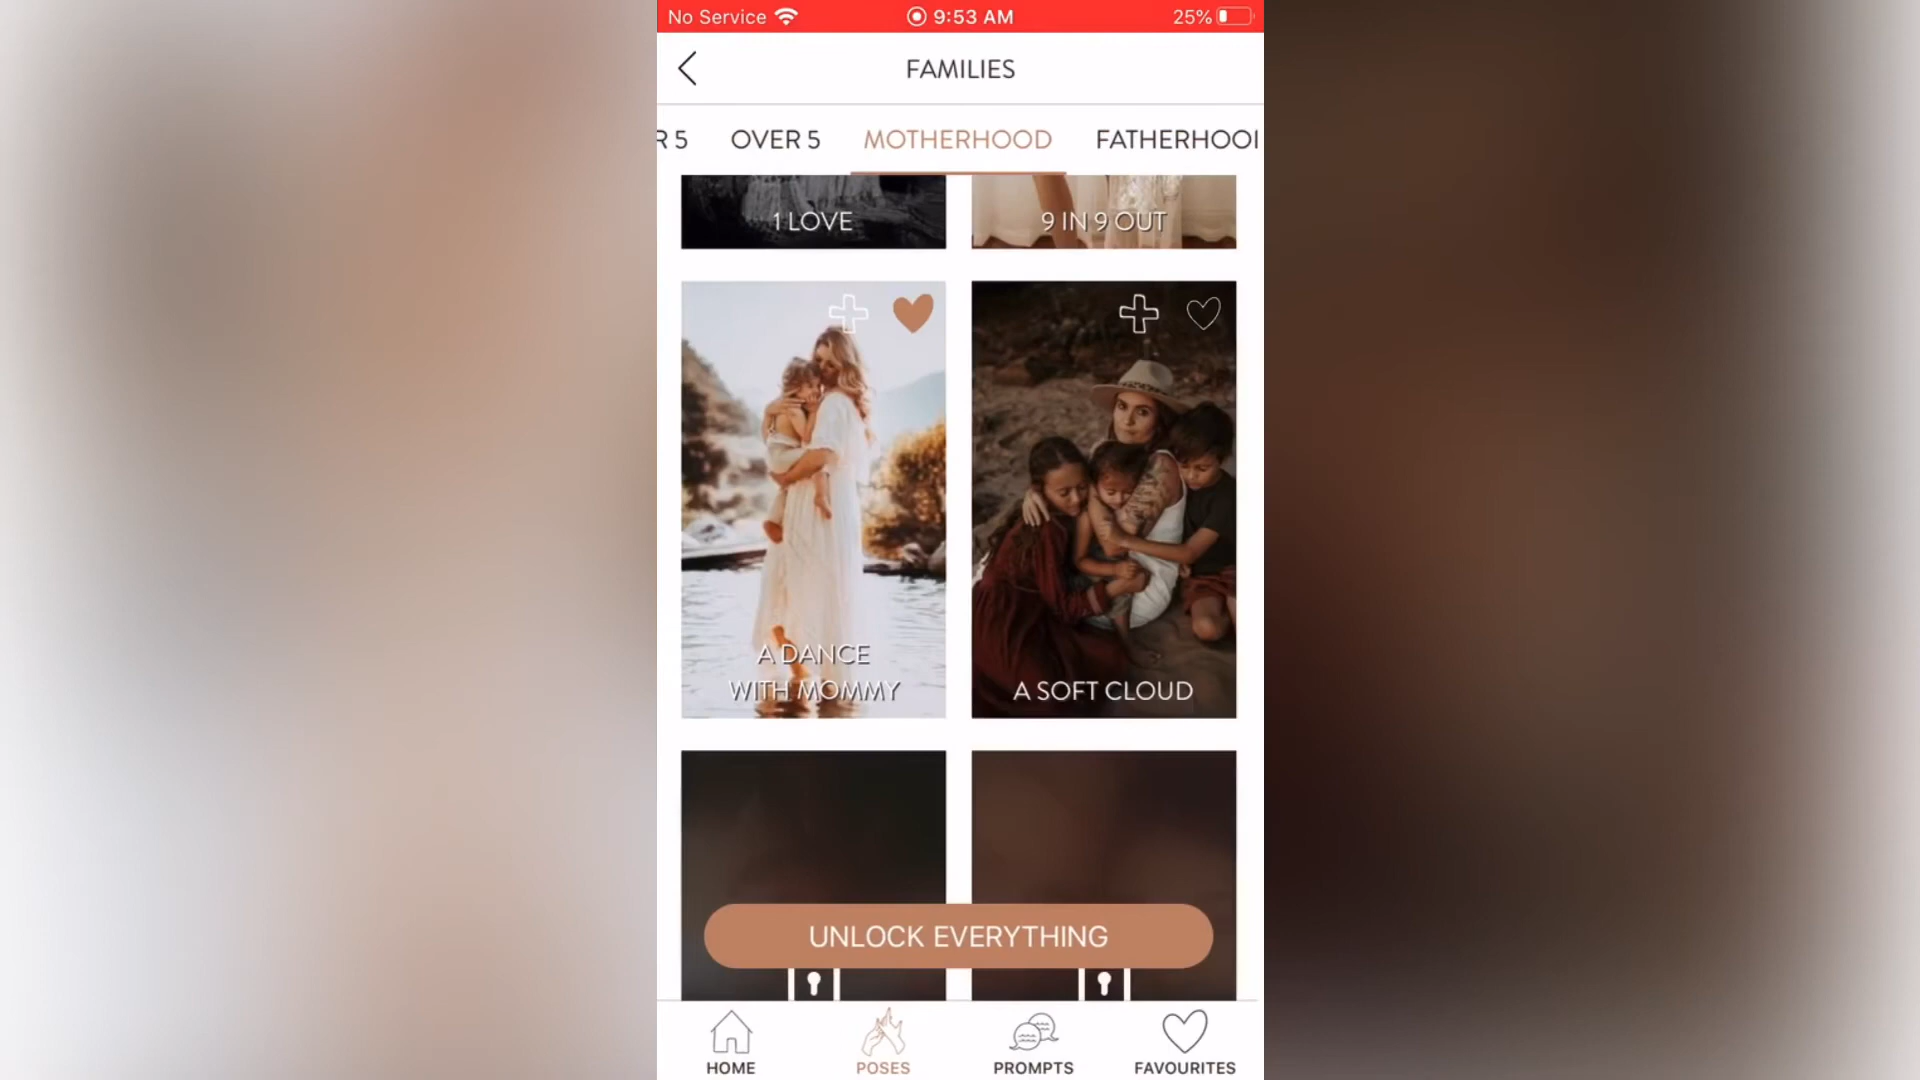 No Service
9:53 AM
25%
FAMILIES
R 5
OVER 5
MOTHERHOOD
FATHERHOO
1 LOVE
9 IN 9 OUT
A DANCE
WITH MOMMY
A SOFT CLOUD
UNLOCK EVERYTHING
HOME
POSES
PROMPTS
FAVOURITES